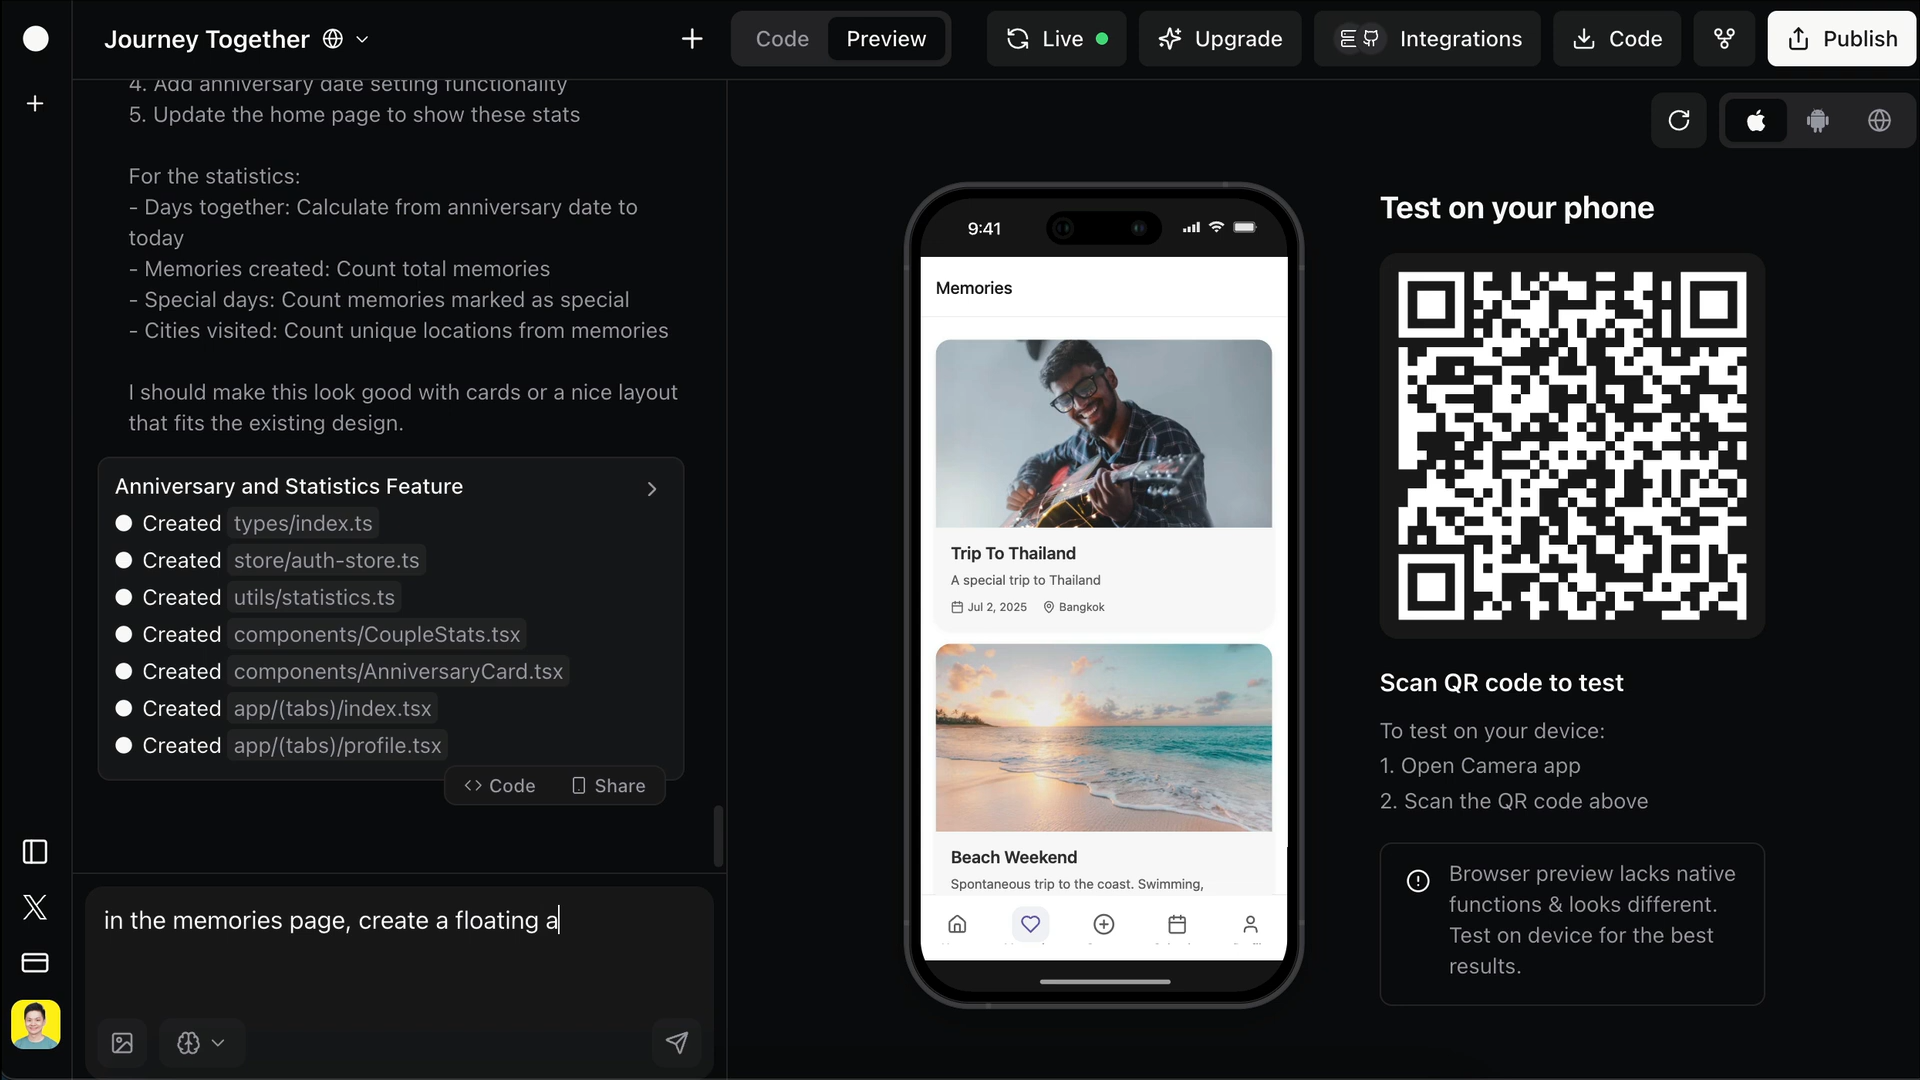 Journey Together
Code
Preview
Live
Upgrade
Integrations
Code
Publish
4. Add anniversary date setting functionality
5. Update the home page to show these stats
For the statistics:
- Days together: Calculate from anniversary date to
today
- Memories created: Count total memories
- Special days: Count memories marked as special
- Cities visited: Count unique locations from memories
I should make this look good with cards or a nice layout
that fits the existing design.
Anniversary and Statistics Feature
Created types/index.ts
Created store/auth-store.ts
Created utils/statistics.ts
Created components/CoupleStats.tsx
Created components/AnniversaryCard.tsx
Created app/(tabs)/index.tsx
Created app/(tabs)/profile.tsx
Code
Share
in the memories page, create a floating a
9:41
Memories
Trip To Thailand
A special trip to Thailand
Jul 2, 2025
Bangkok
Beach Weekend
Spontaneous trip to the coast. Swimming,
Test on your phone
Scan QR code to test
To test on your device:
1. Open Camera app
2. Scan the QR code above
Browser preview lacks native
functions & looks different.
Test on device for the best
results.